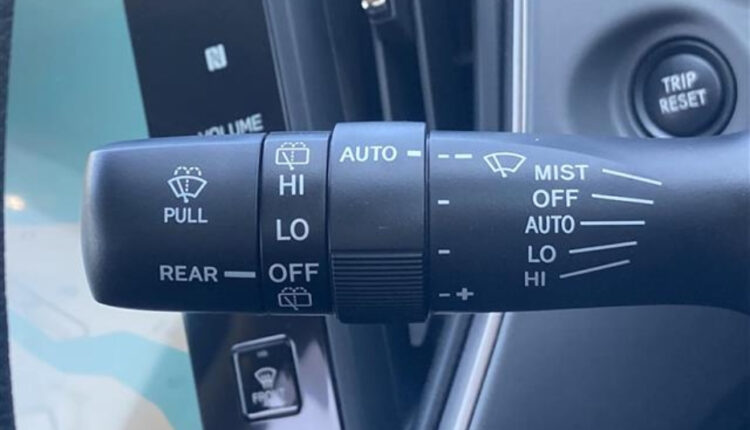 VOLUME
TRIP
RESET
AUTO
PULL
REAR
HI
LO
OFF
MIST
OFF
AUTO
LO
HI
FRONT